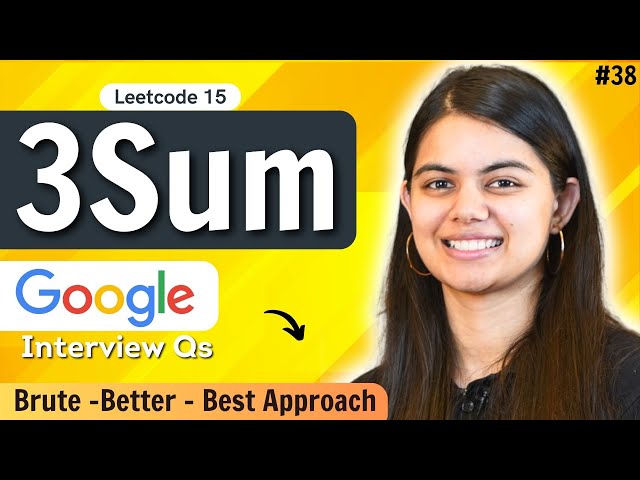 #38
Leetcode 15
3Sum
Google
Interview Qs
Brute -Better - Best Approach